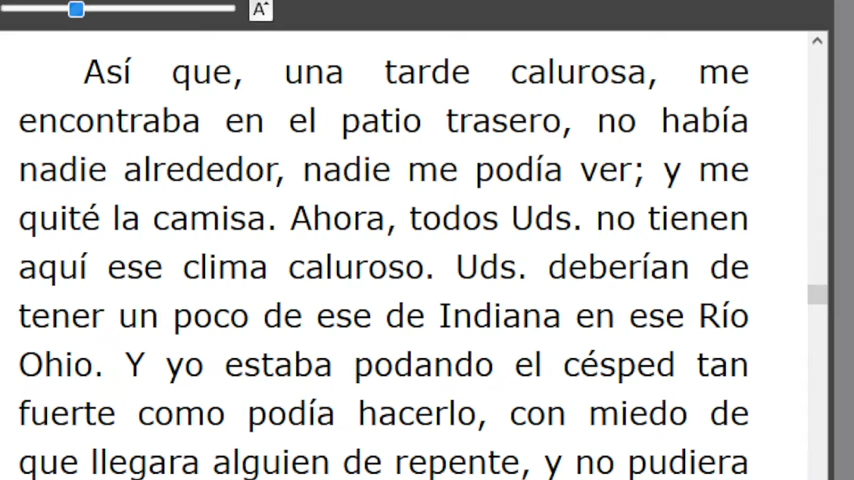 A
Así que, una tarde calurosa, me
encontraba en el patio trasero, no había
nadie alrededor, nadie me podía ver; y me
quité la camisa. Ahora, todos Uds. no tienen
aquí ese clima caluroso. Uds. deberían de
tener un poco de ese de Indiana en ese Río
Ohio. Y yo estaba podando el césped tan
fuerte como podía hacerlo, con miedo de
que llegara alguien de repente, y no pudiera